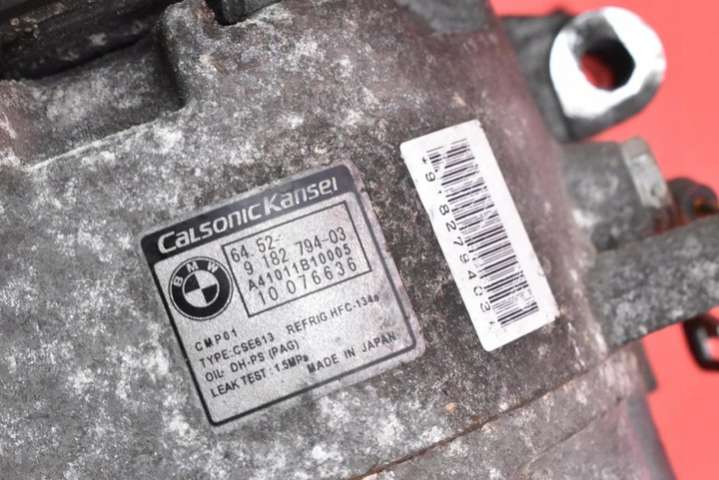 CalsonicKansei
BMW
64.52-
9 182 794-03
A41011B10005
10 076636
CMP01
TYPE:CSE613 REFRIG HFC-134a
OIL: DH-PS (PAG)
LEAK TEST : 1.5MPa MADE IN JAPAN
*918279403*